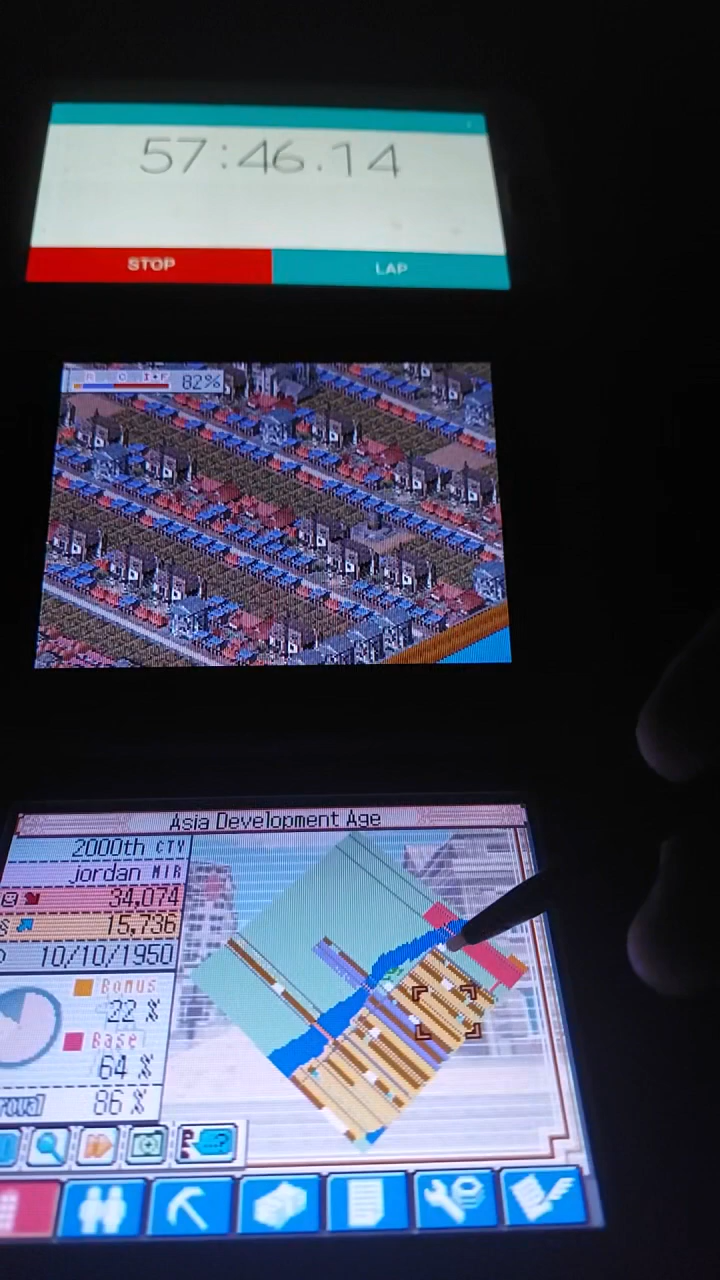 57:46.14
STOP
LAP
R C I•F 82%
Asia Development Age
2000th CTY
jordan MYR
34,074
15,736
10/10/1950
Bonus
22 %
Base
64 %
roval 86 %